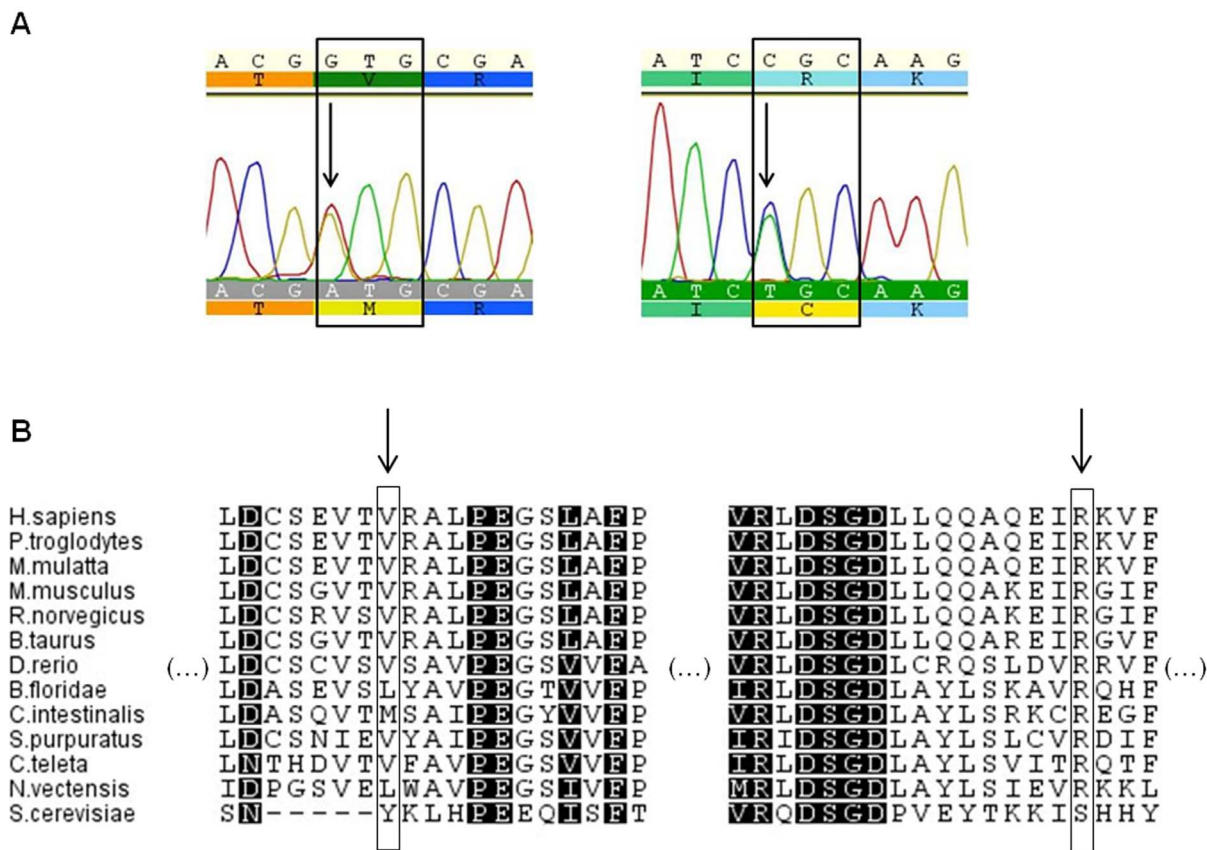 A
A C G G T G C G A
T V R
A C G A T G C G A
T M R
A T C C G C A A G
I R K
A T C T G C A A G
I C K
B
H.sapiens LDCSEVTVRALPEGSLAFP VRLDSGDLLQQAQEIRKVF
P.troglodytes LDCSEVTVRALPEGSLAFP VRLDSGDLLQQAQEIRKVF
M.mulatta LDCSEVTVRALPEGSLAFP VRLDSGDLLQQAQEIRKVF
M.musculus LDCSGVTVRALPEGSLAFP VRLDSGDLLQQAKEIRGIF
R.norvegicus LDCSRVSVRALPEGSLAFP VRLDSGDLLQQAKEIRGIF
B.taurus LDCSGVTVRALPEGSLAFP VRLDSGDLLQQAREIRGVF
D.rerio (...) LDCSCVSVSAVPEGSVVFA (...) VRLDSGDLCRQSLDVRRVF (...)
B.floridae LDASEVSLYAVPEGTVVFP IRLDSGDLAYLSKAVRQHF
C.intestinalis LDASQVTMSAIPEGYVVFP VRLDSGDLAYLSRKCREGF
S.purpuratus LDCSNIEVYAIPEGSVVFP IRIDSGDLAYLSLCVRDIF
C.teleta LNTHDVTVFAVPEGSVVFP IRLDSGDLAYLSVITRQTF
N.vectensis IDPGSVELWAVPEGSIVFP MRLDSGDLAYLSIEVRKKL
S.cerevisiae SN-----YKLHPEEQISFT VRQDSGDPVEYTKKISHHY